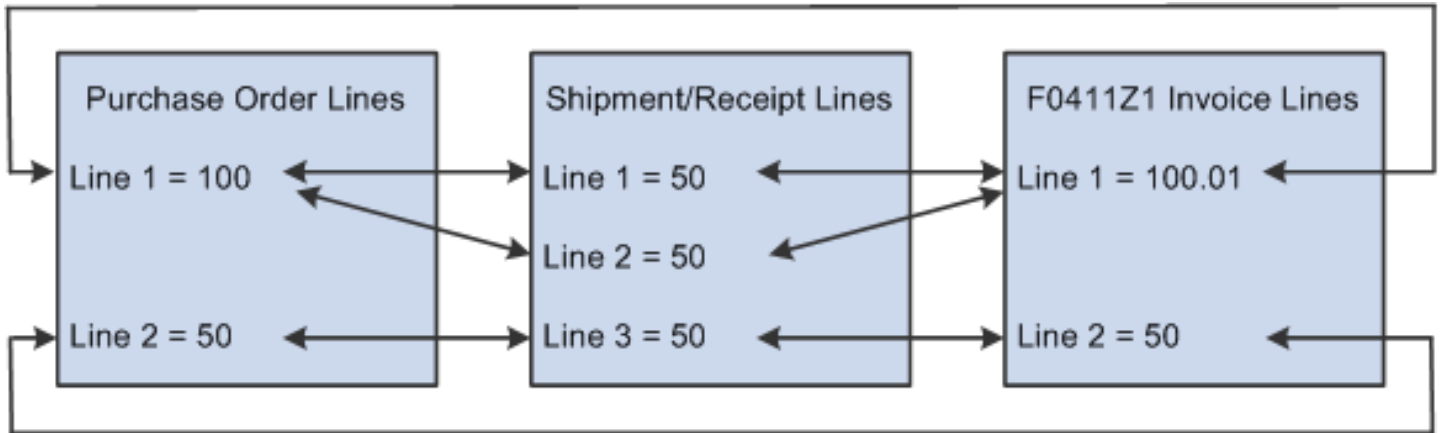 Purchase Order Lines
Line 1 = 100
Line 2 = 50
Shipment/Receipt Lines
Line 1 = 50
Line 2 = 50
Line 3 = 50
F0411Z1 Invoice Lines
Line 1 = 100.01
Line 2 = 50